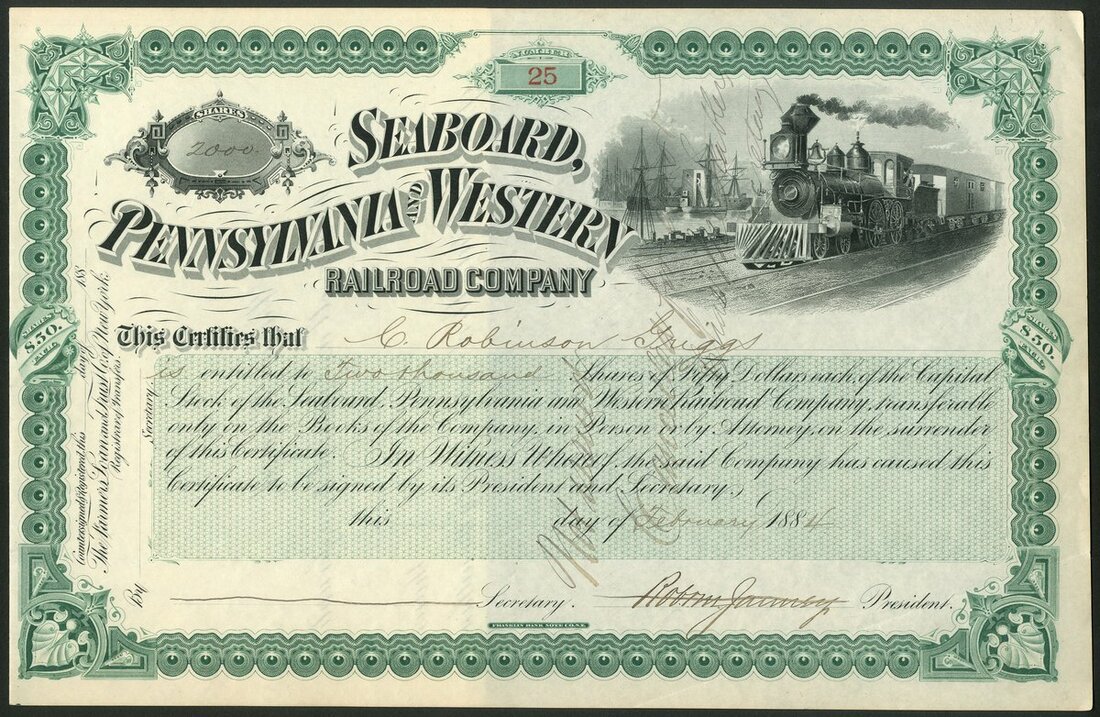 NUMBER
25
SHARES
2000.
SEABOARD,
PENNSYLVANIA AND WESTERN
RAILROAD COMPANY
SHARES
$50.
EACH
SHARES
$50.
EACH
This Certifies that C. Robinson Griggs
is entitled to Two thousand Shares of Fifty Dollars each, of the Capital
Stock of the Seaboard, Pennsylvania and Western Railroad Company, transferable
only on the Books of the Company, in Person or by Attorney on the surrender
of this Certificate. In Witness Whereof, the said Company has caused this
Certificate to be signed by its President and Secretary,
this day of February 1884
Secretary. President.
FRANKLIN BANK NOTE CO. N.Y.
Countersigned & Registered this day 188
The Farmers Loan and Trust Co. of New York,
Registrar of Transfers.
By Secretary.